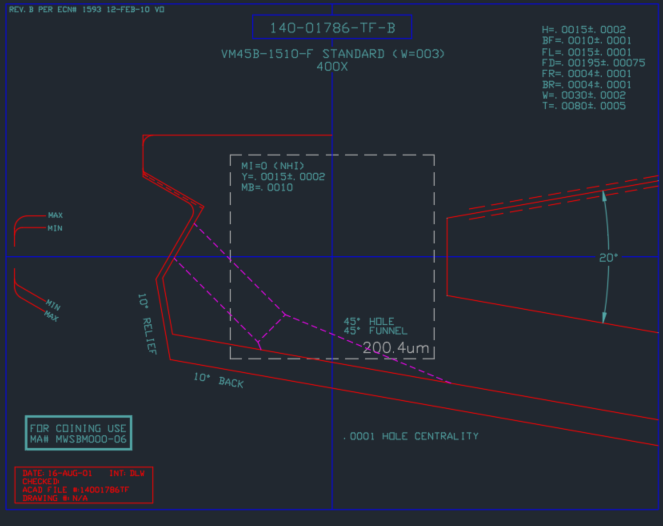 REV. B PER ECN# 1593 12-FEB-10 VO
140-01786-TF-B
VM45B-1510-F STANDARD (W=003)
400X
H=.0015±.0002
BF=.0010±.0001
FL=.0015±.0001
FD=.00195±.00075
FR=.0004±.0001
BR=.0004±.0001
W=.0030±.0002
T=.0080±.0005
MI=0 (NHI)
Y=.0015±.0002
MB=.0010
MAX
MIN
20°
MIN
MAX
10° RELIEF
45° HOLE
45° FUNNEL
200.4um
10° BACK
FOR COINING USE
MA# MWSBM000-06
.0001 HOLE CENTRALITY
DATE: 16-AUG-01 INT: DLW
CHECKED:
ACAD FILE #:14001786TF
DRAWING #: N/A